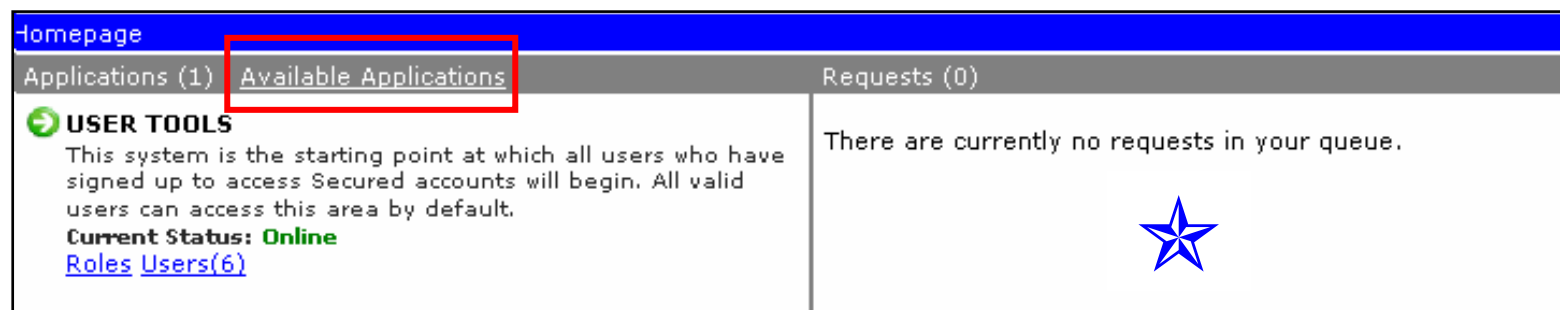 Homepage
Applications (1) Available Applications
Requests (0)
USER TOOLS
This system is the starting point at which all users who have
signed up to access Secured accounts will begin. All valid
users can access this area by default.
Current Status: Online
Roles Users(6)
There are currently no requests in your queue.